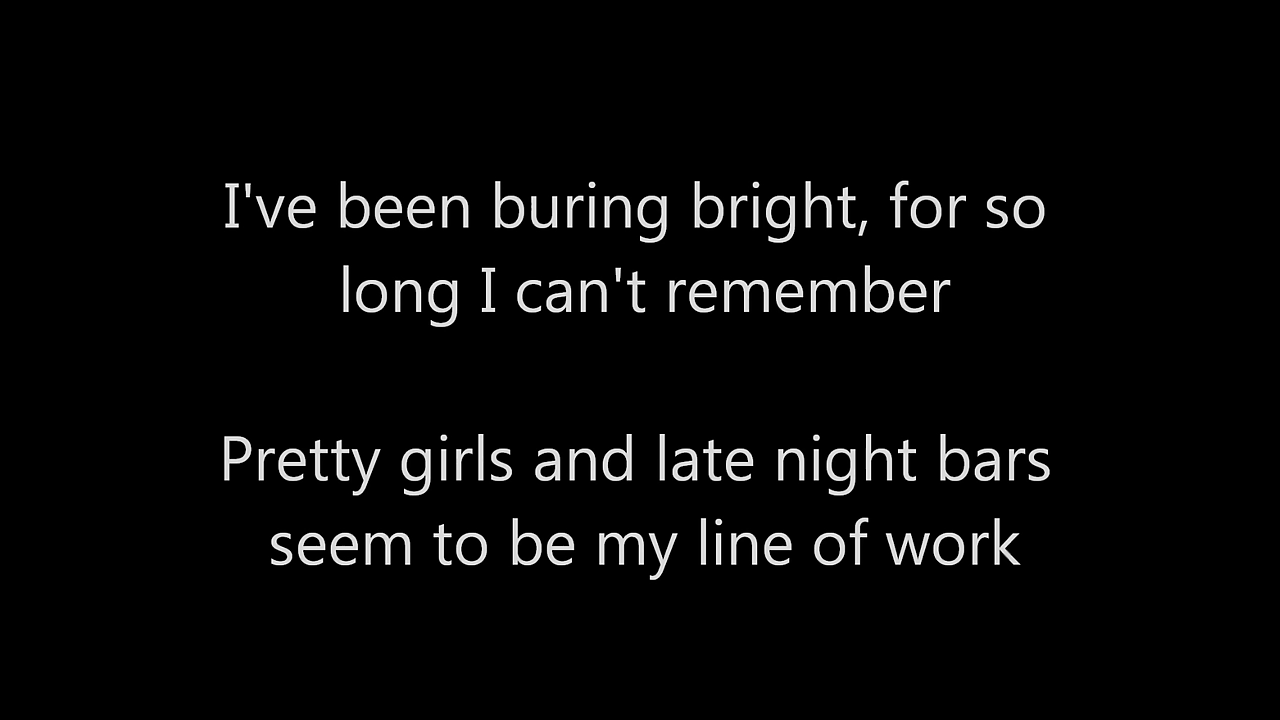 I've been buring bright, for so
long I can't remember
Pretty girls and late night bars
seem to be my line of work